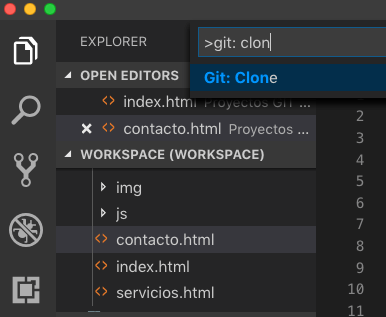 EXPLORER
>git: clon
OPEN EDITORS
Git: Clone
index.html Proyectos GIT
contacto.html Proyectos ...
WORKSPACE (WORKSPACE)
img
js
contacto.html
index.html
servicios.html
2
3
4
5
6
7
8
9
10
11